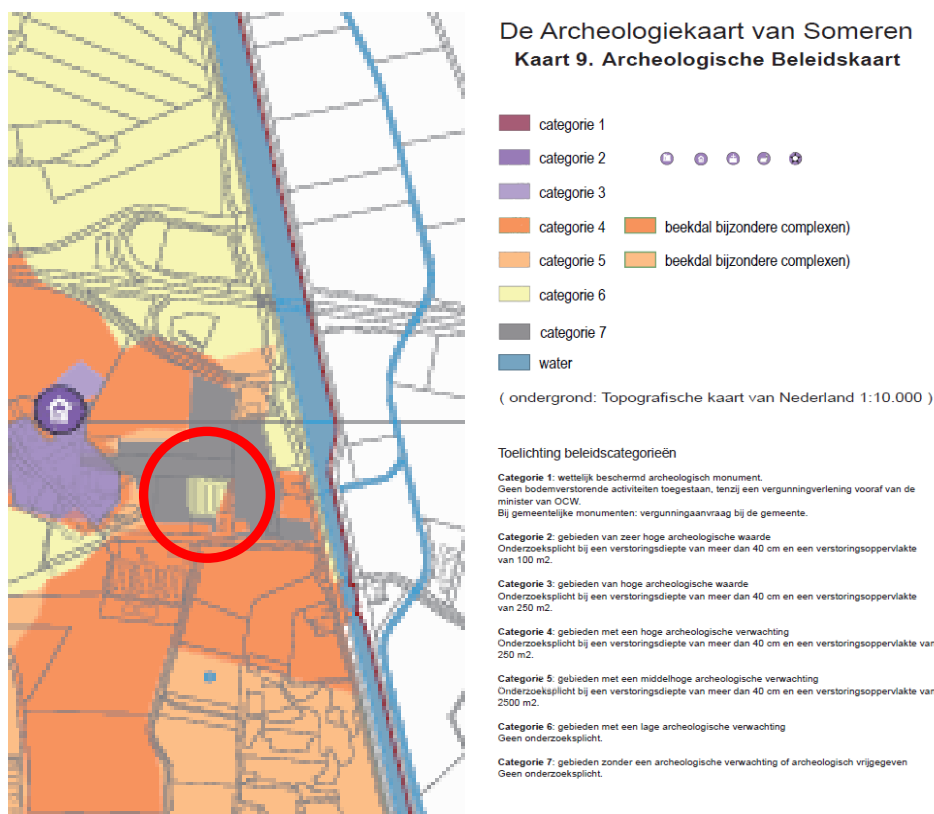 De Archeologiekaart van Someren
Kaart 9. Archeologische Beleidskaart
categorie 1
categorie 2
categorie 3
categorie 4 beekdal bijzondere complexen)
categorie 5 beekdal bijzondere complexen)
categorie 6
categorie 7
water
( ondergrond: Topografische kaart van Nederland 1:10.000 )
Toelichting beleidscategorieën
Categorie 1: wettelijk beschermd archeologisch monument.
Geen bodemverstorende activiteiten toegestaan, tenzij een vergunningverlening vooraf van de
minister van OCW.
Bij gemeentelijke monumenten: vergunningaanvraag bij de gemeente.
Categorie 2: gebieden van zeer hoge archeologische waarde
Onderzoeksplicht bij een verstoringsdiepte van meer dan 40 cm en een verstoringsoppervlakte
van 100 m2.
Categorie 3: gebieden van hoge archeologische waarde
Onderzoeksplicht bij een verstoringsdiepte van meer dan 40 cm en een verstoringsoppervlakte
van 250 m2.
Categorie 4: gebieden met een hoge archeologische verwachting
Onderzoeksplicht bij een verstoringsdiepte van meer dan 40 cm en een verstoringsoppervlakte van
250 m2.
Categorie 5: gebieden met een middelhoge archeologische verwachting
Onderzoeksplicht bij een verstoringsdiepte van meer dan 40 cm en een verstoringsoppervlakte van
2500 m2.
Categorie 6: gebieden met een lage archeologische verwachting
Geen onderzoeksplicht.
Categorie 7: gebieden zonder een archeologische verwachting of archeologisch vrijgegeven
Geen onderzoeksplicht.